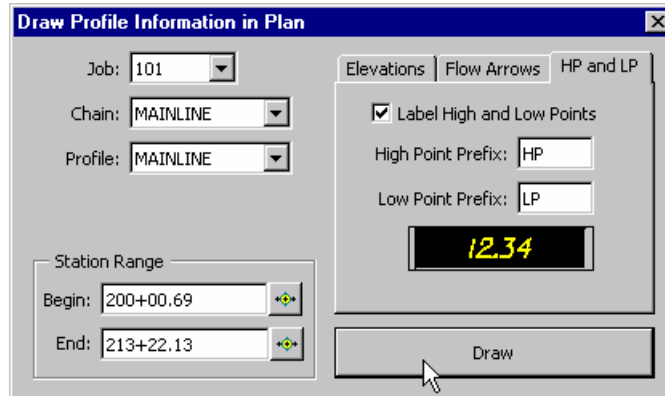 Draw Profile Information in Plan
Job: 101
Chain: MAINLINE
Profile: MAINLINE
Station Range
Begin: 200+00.69
End: 213+22.13
Elevations Flow Arrows HP and LP
Label High and Low Points
High Point Prefix: HP
Low Point Prefix: LP
12.34
Draw